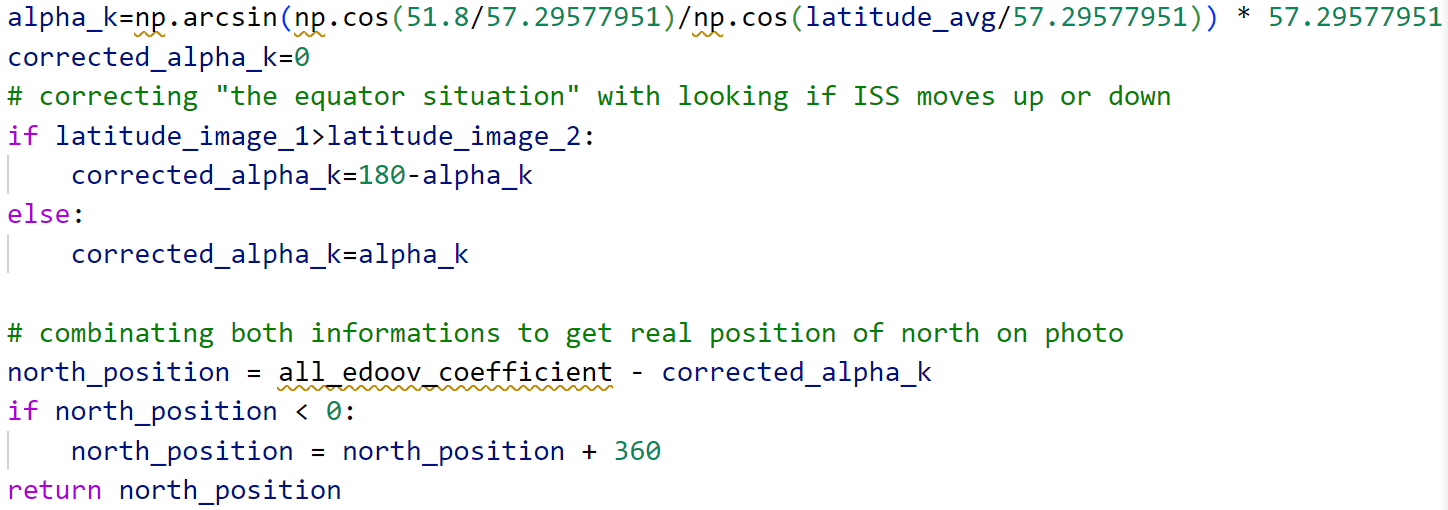 alpha_k=np.arcsin(np.cos(51.8/57.29577951)/np.cos(latitude_avg/57.29577951)) * 57.29577951
corrected_alpha_k=0
# correcting "the equator situation" with looking if ISS moves up or down
if latitude_image_1>latitude_image_2:
    corrected_alpha_k=180-alpha_k
else:
    corrected_alpha_k=alpha_k

# combinating both informations to get real position of north on photo
north_position = all_edoov_coefficient - corrected_alpha_k
if north_position < 0:
    north_position = north_position + 360
return north_position